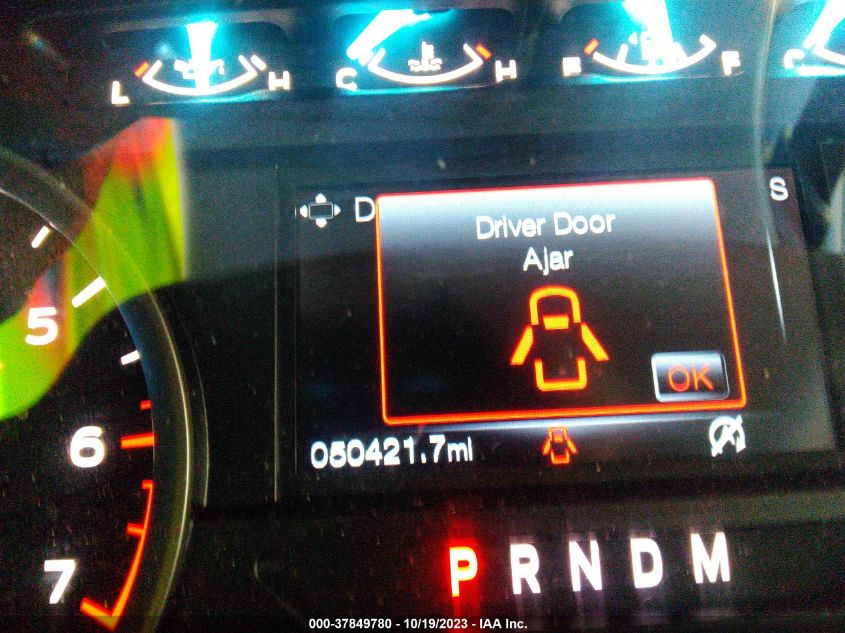 L H C H E F C
D S
Driver Door
Ajar
OK
050421.7mi
5
6
7
P R N D M
000-37849780 - 10/19/2023 - IAA Inc.